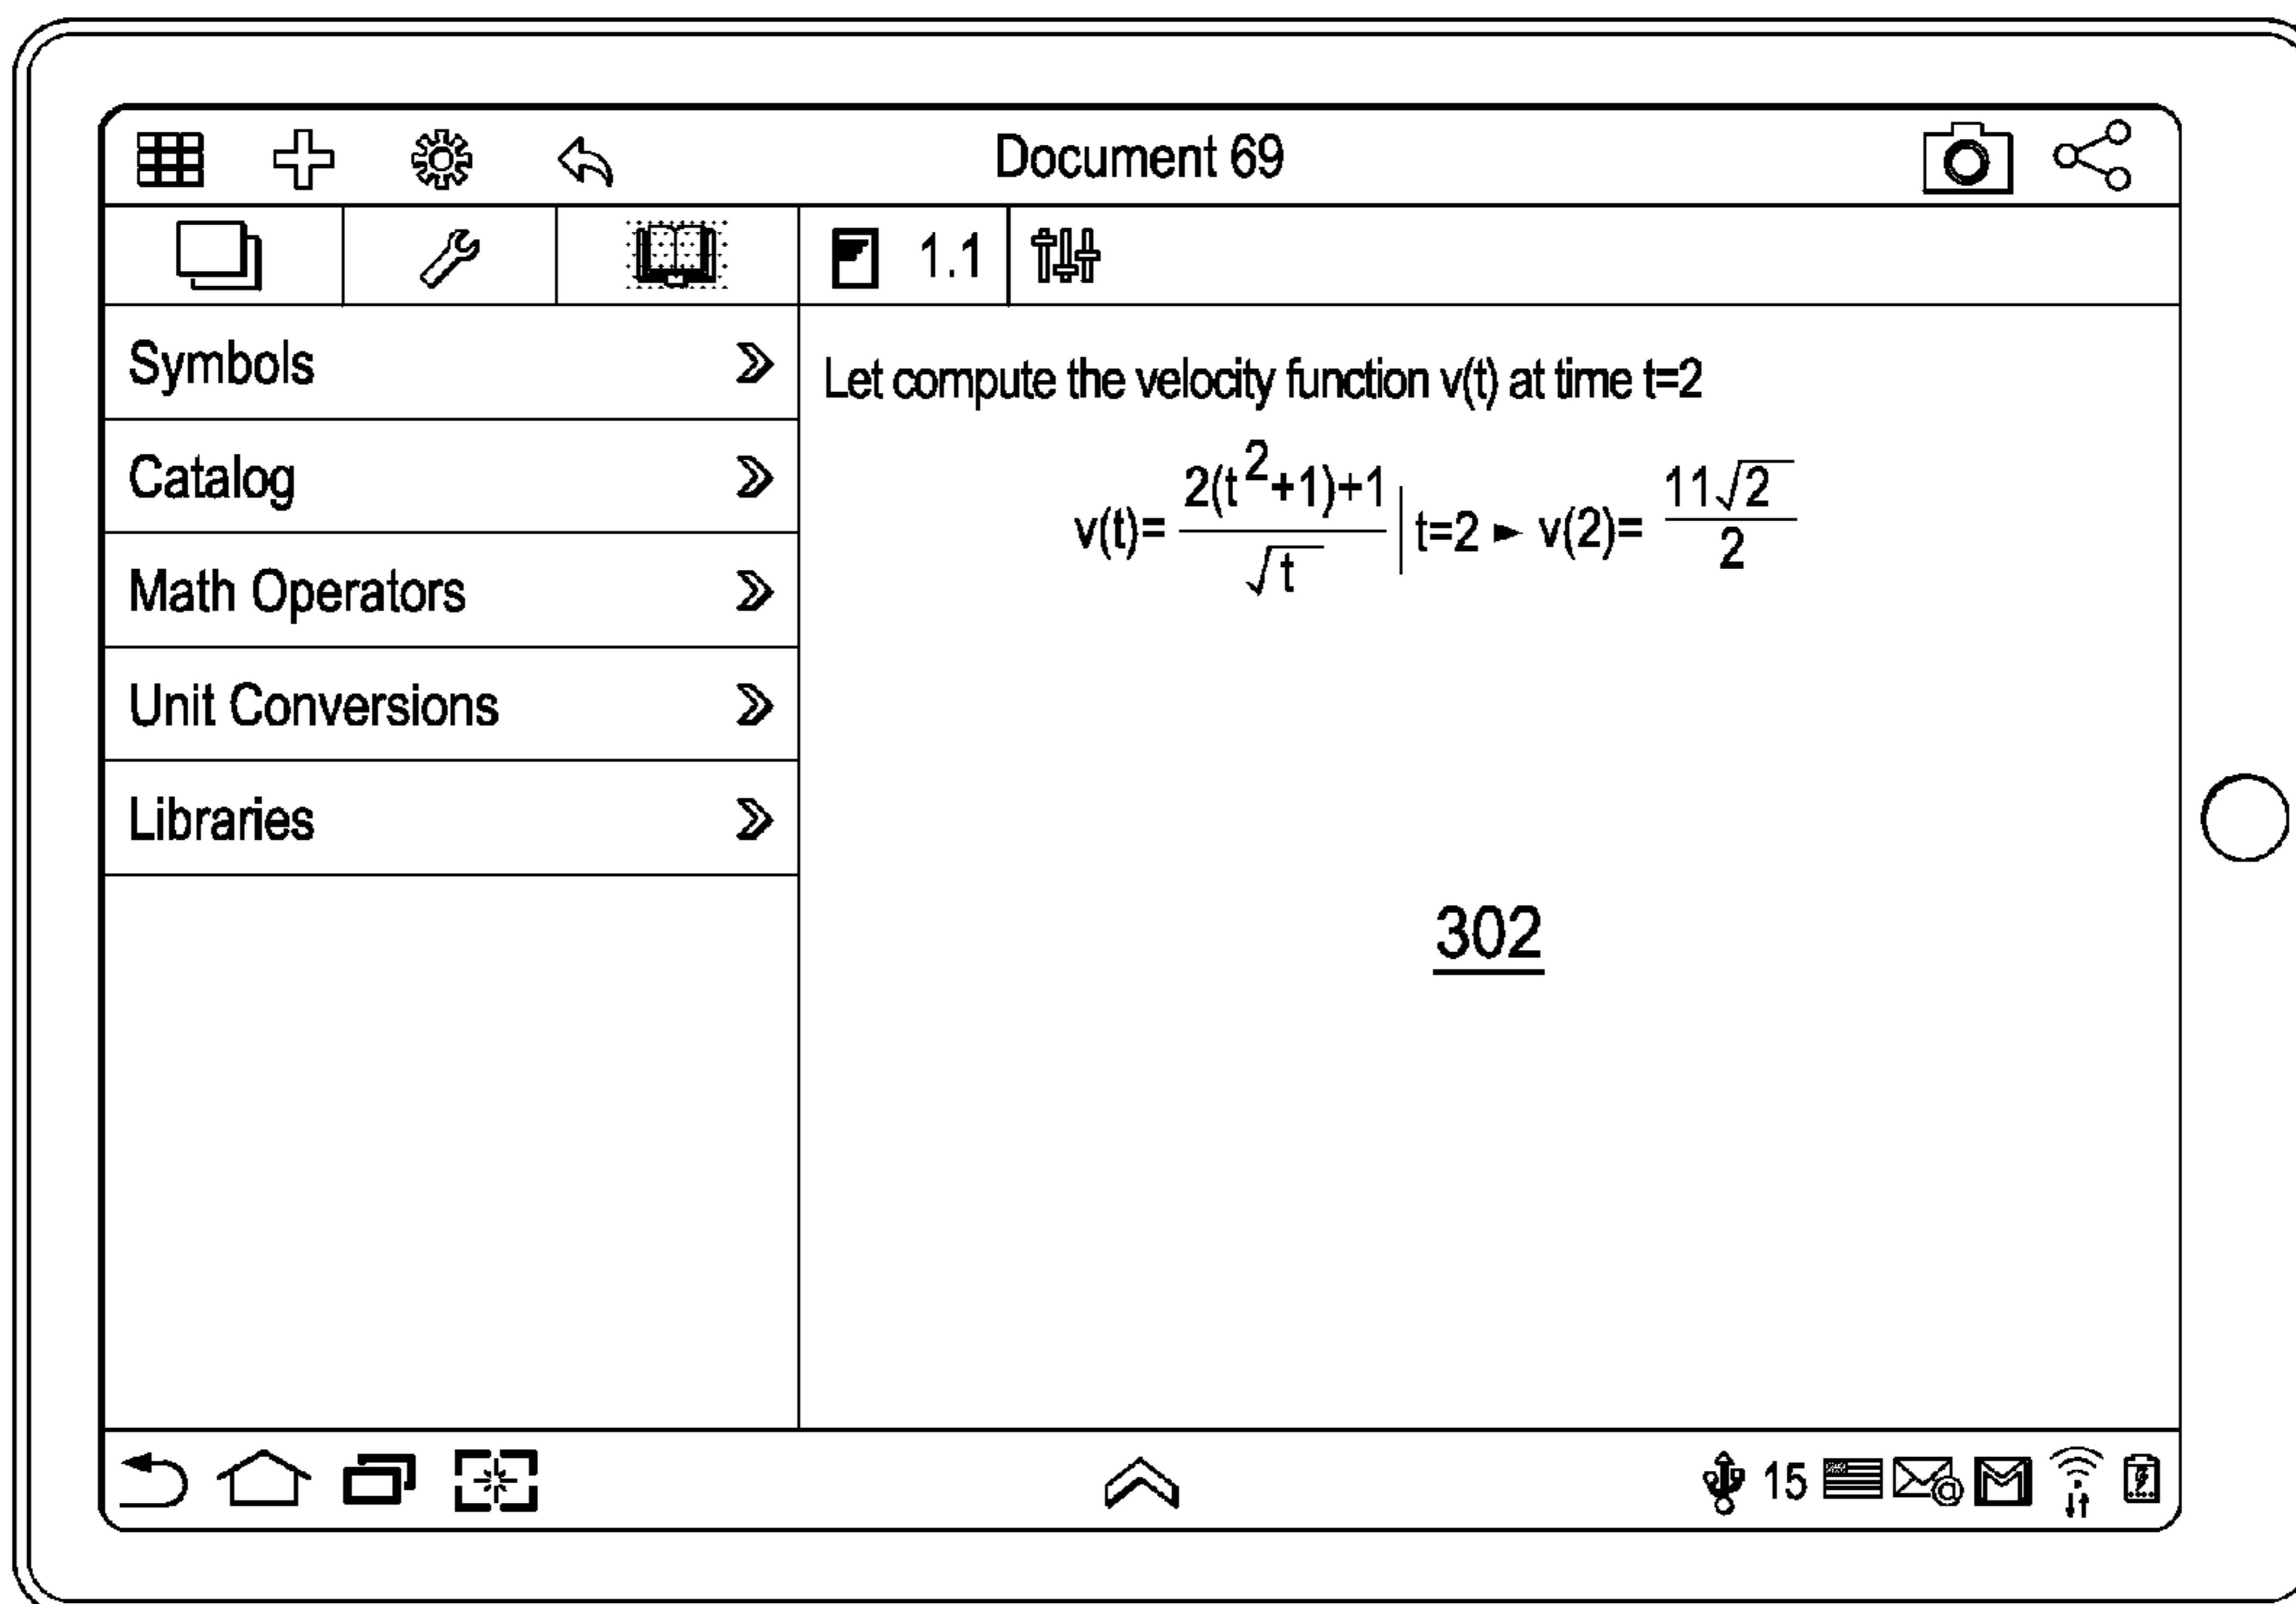 Document 69
1.1
Symbols
Catalog
Math Operators
Unit Conversions
Libraries
Let compute the velocity function v(t) at time t=2
v(t)= 2(t²+1)+1 / √t | t=2 ► v(2)= 11√2 / 2
302
15